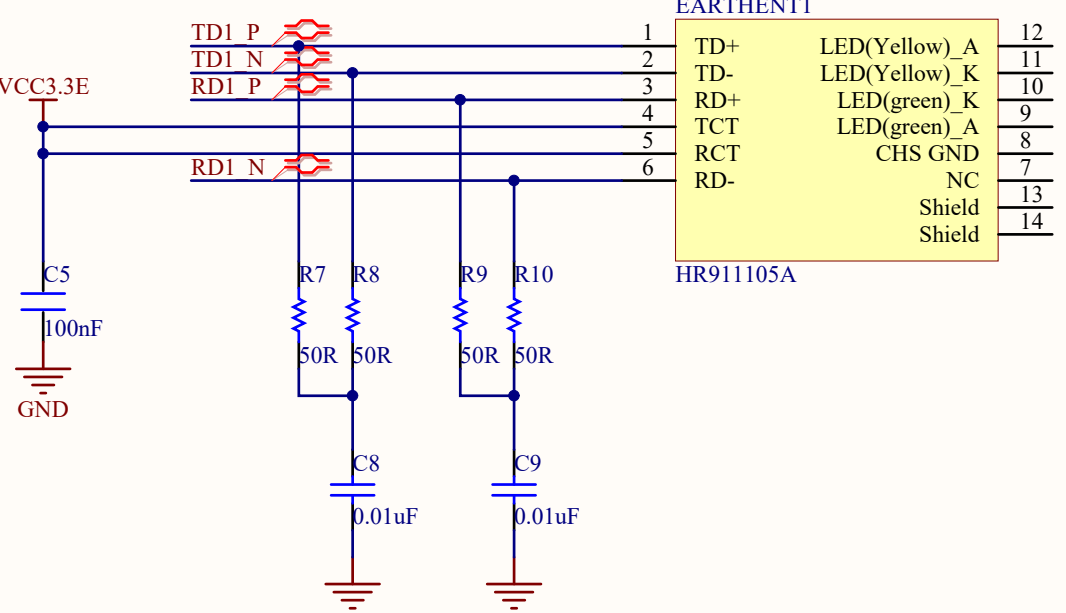 EARTHENT1
TD1_P
TD1_N
RD1_P
VCC3.3E
RD1_N
1
2
3
4
5
6
TD+
TD-
RD+
TCT
RCT
RD-
LED(Yellow)_A
LED(Yellow)_K
LED(green)_K
LED(green)_A
CHS GND
NC
Shield
Shield
12
11
10
9
8
7
13
14
HR911105A
C5
100nF
GND
R7
50R
R8
50R
R9
50R
R10
50R
C8
0.01uF
C9
0.01uF